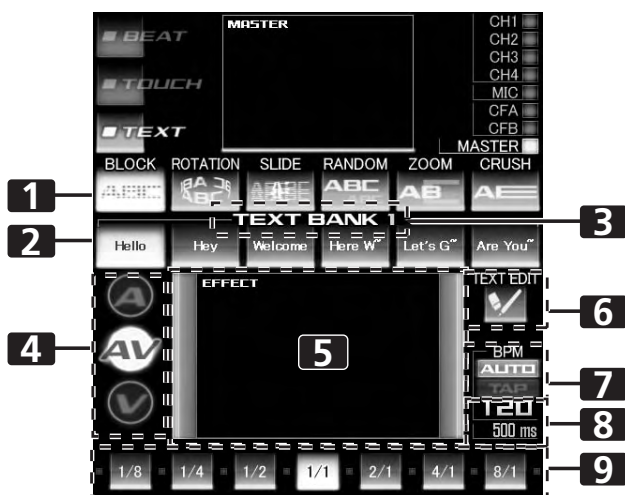 BEAT
MASTER
CH1
CH2
CH3
TOUCH
CH4
MIC
CFA
TEXT
CFB
MASTER
BLOCK ROTATION SLIDE RANDOM ZOOM CRUSH
1
ABC
AB
TEXT BANK 1
3
2
Hello Hey Welcome Here W~ Let's G~ Are You~
EFFECT
TEXT EDIT
A
6
4
AV
5
BPM
AUTO
7
TAP
V
120
8
500 ms
1/8 1/4 1/2 1/1 2/1 4/1 8/1
9